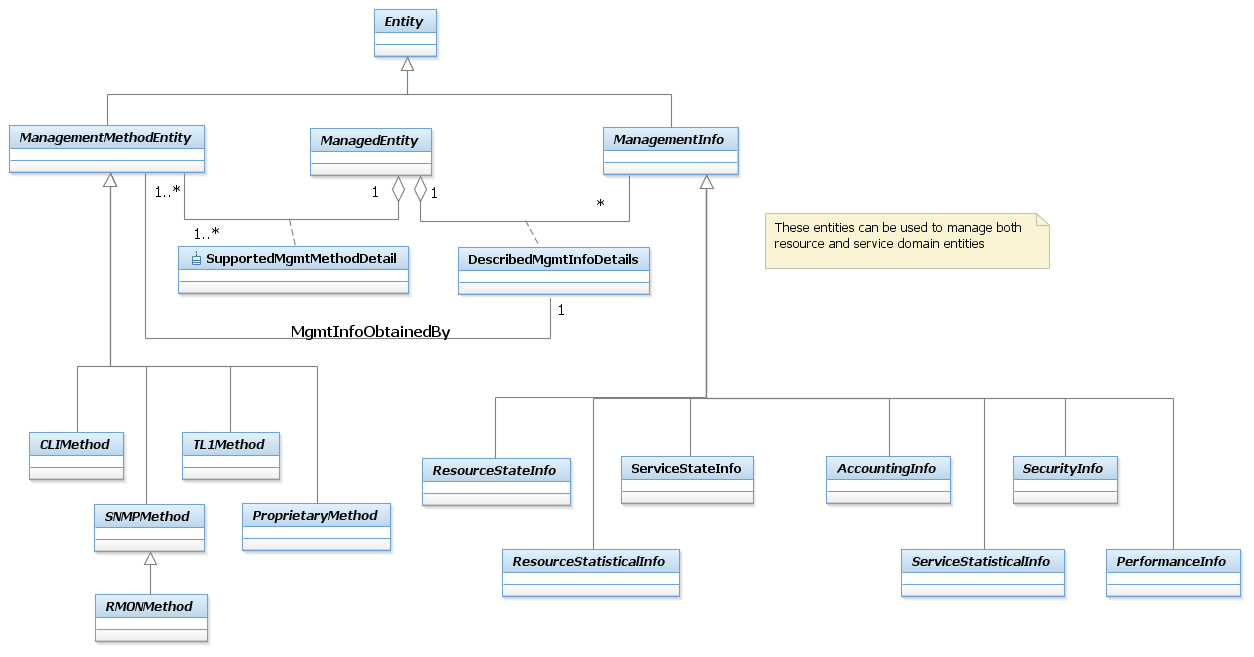 Entity
ManagementMethodEntity
ManagedEntity
ManagementInfo
1..*
1
1
*
1..*
These entities can be used to manage both
resource and service domain entities
SupportedMgmtMethodDetail
DescribedMgmtInfoDetails
1
MgmtInfoObtainedBy
CLIMethod
TL1Method
ResourceStateInfo
ServiceStateInfo
AccountingInfo
SecurityInfo
SNMPMethod
ProprietaryMethod
ResourceStatisticalInfo
ServiceStatisticalInfo
PerformanceInfo
RMONMethod